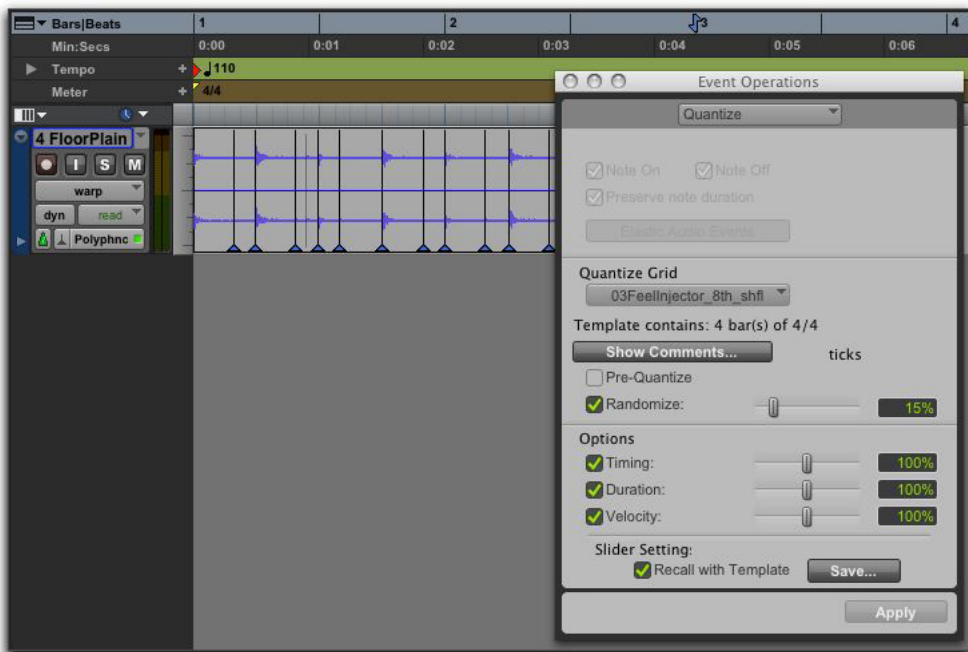 Bars|Beats 1 2 3 4
Min:Secs 0:00 0:01 0:02 0:03 0:04 0:05 0:06
Tempo + 110
Meter + 4/4
Event Operations
Quantize
4 FloorPlain
I S M
warp
dyn read
Polyphnc
Note On Note Off
Preserve note duration
Elastic Audio Events
Quantize Grid
03FeelInjector_8th_shfl
Template contains: 4 bar(s) of 4/4
Show Comments... ticks
Pre-Quantize
Randomize: 15%
Options
Timing: 100%
Duration: 100%
Velocity: 100%
Slider Setting:
Recall with Template Save...
Apply